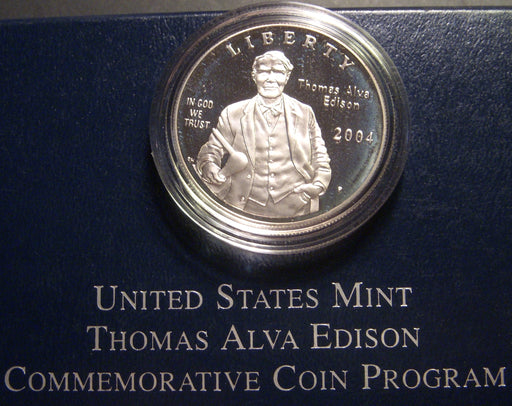 LIBERTY
Thomas Alva
Edison
IN GOD
WE
TRUST
2004
P
UNITED STATES MINT
THOMAS ALVA EDISON
COMMEMORATIVE COIN PROGRAM